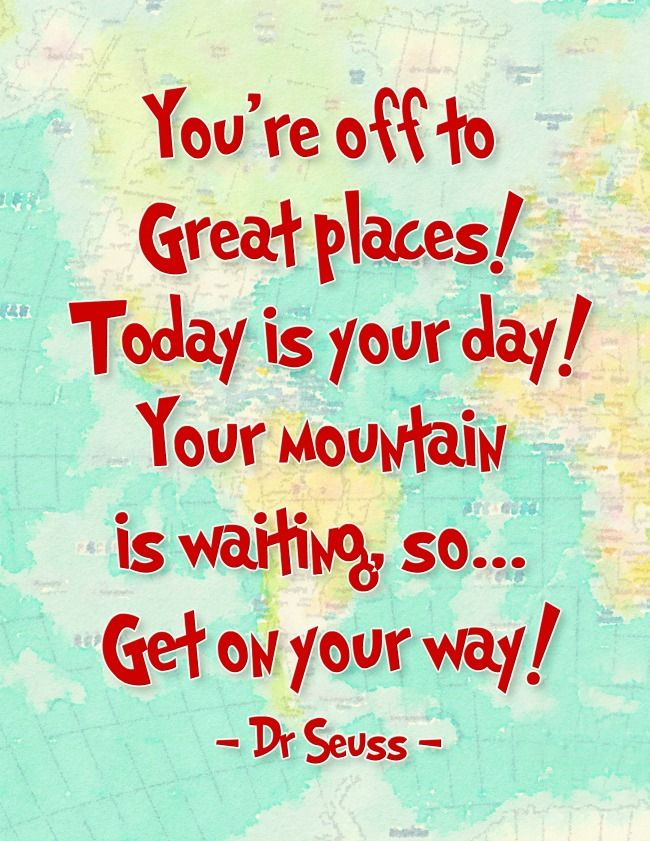 You're off to
Great places!
Today is your day!
Your mountain
is waiting, so...
Get on your way!
- Dr Seuss -